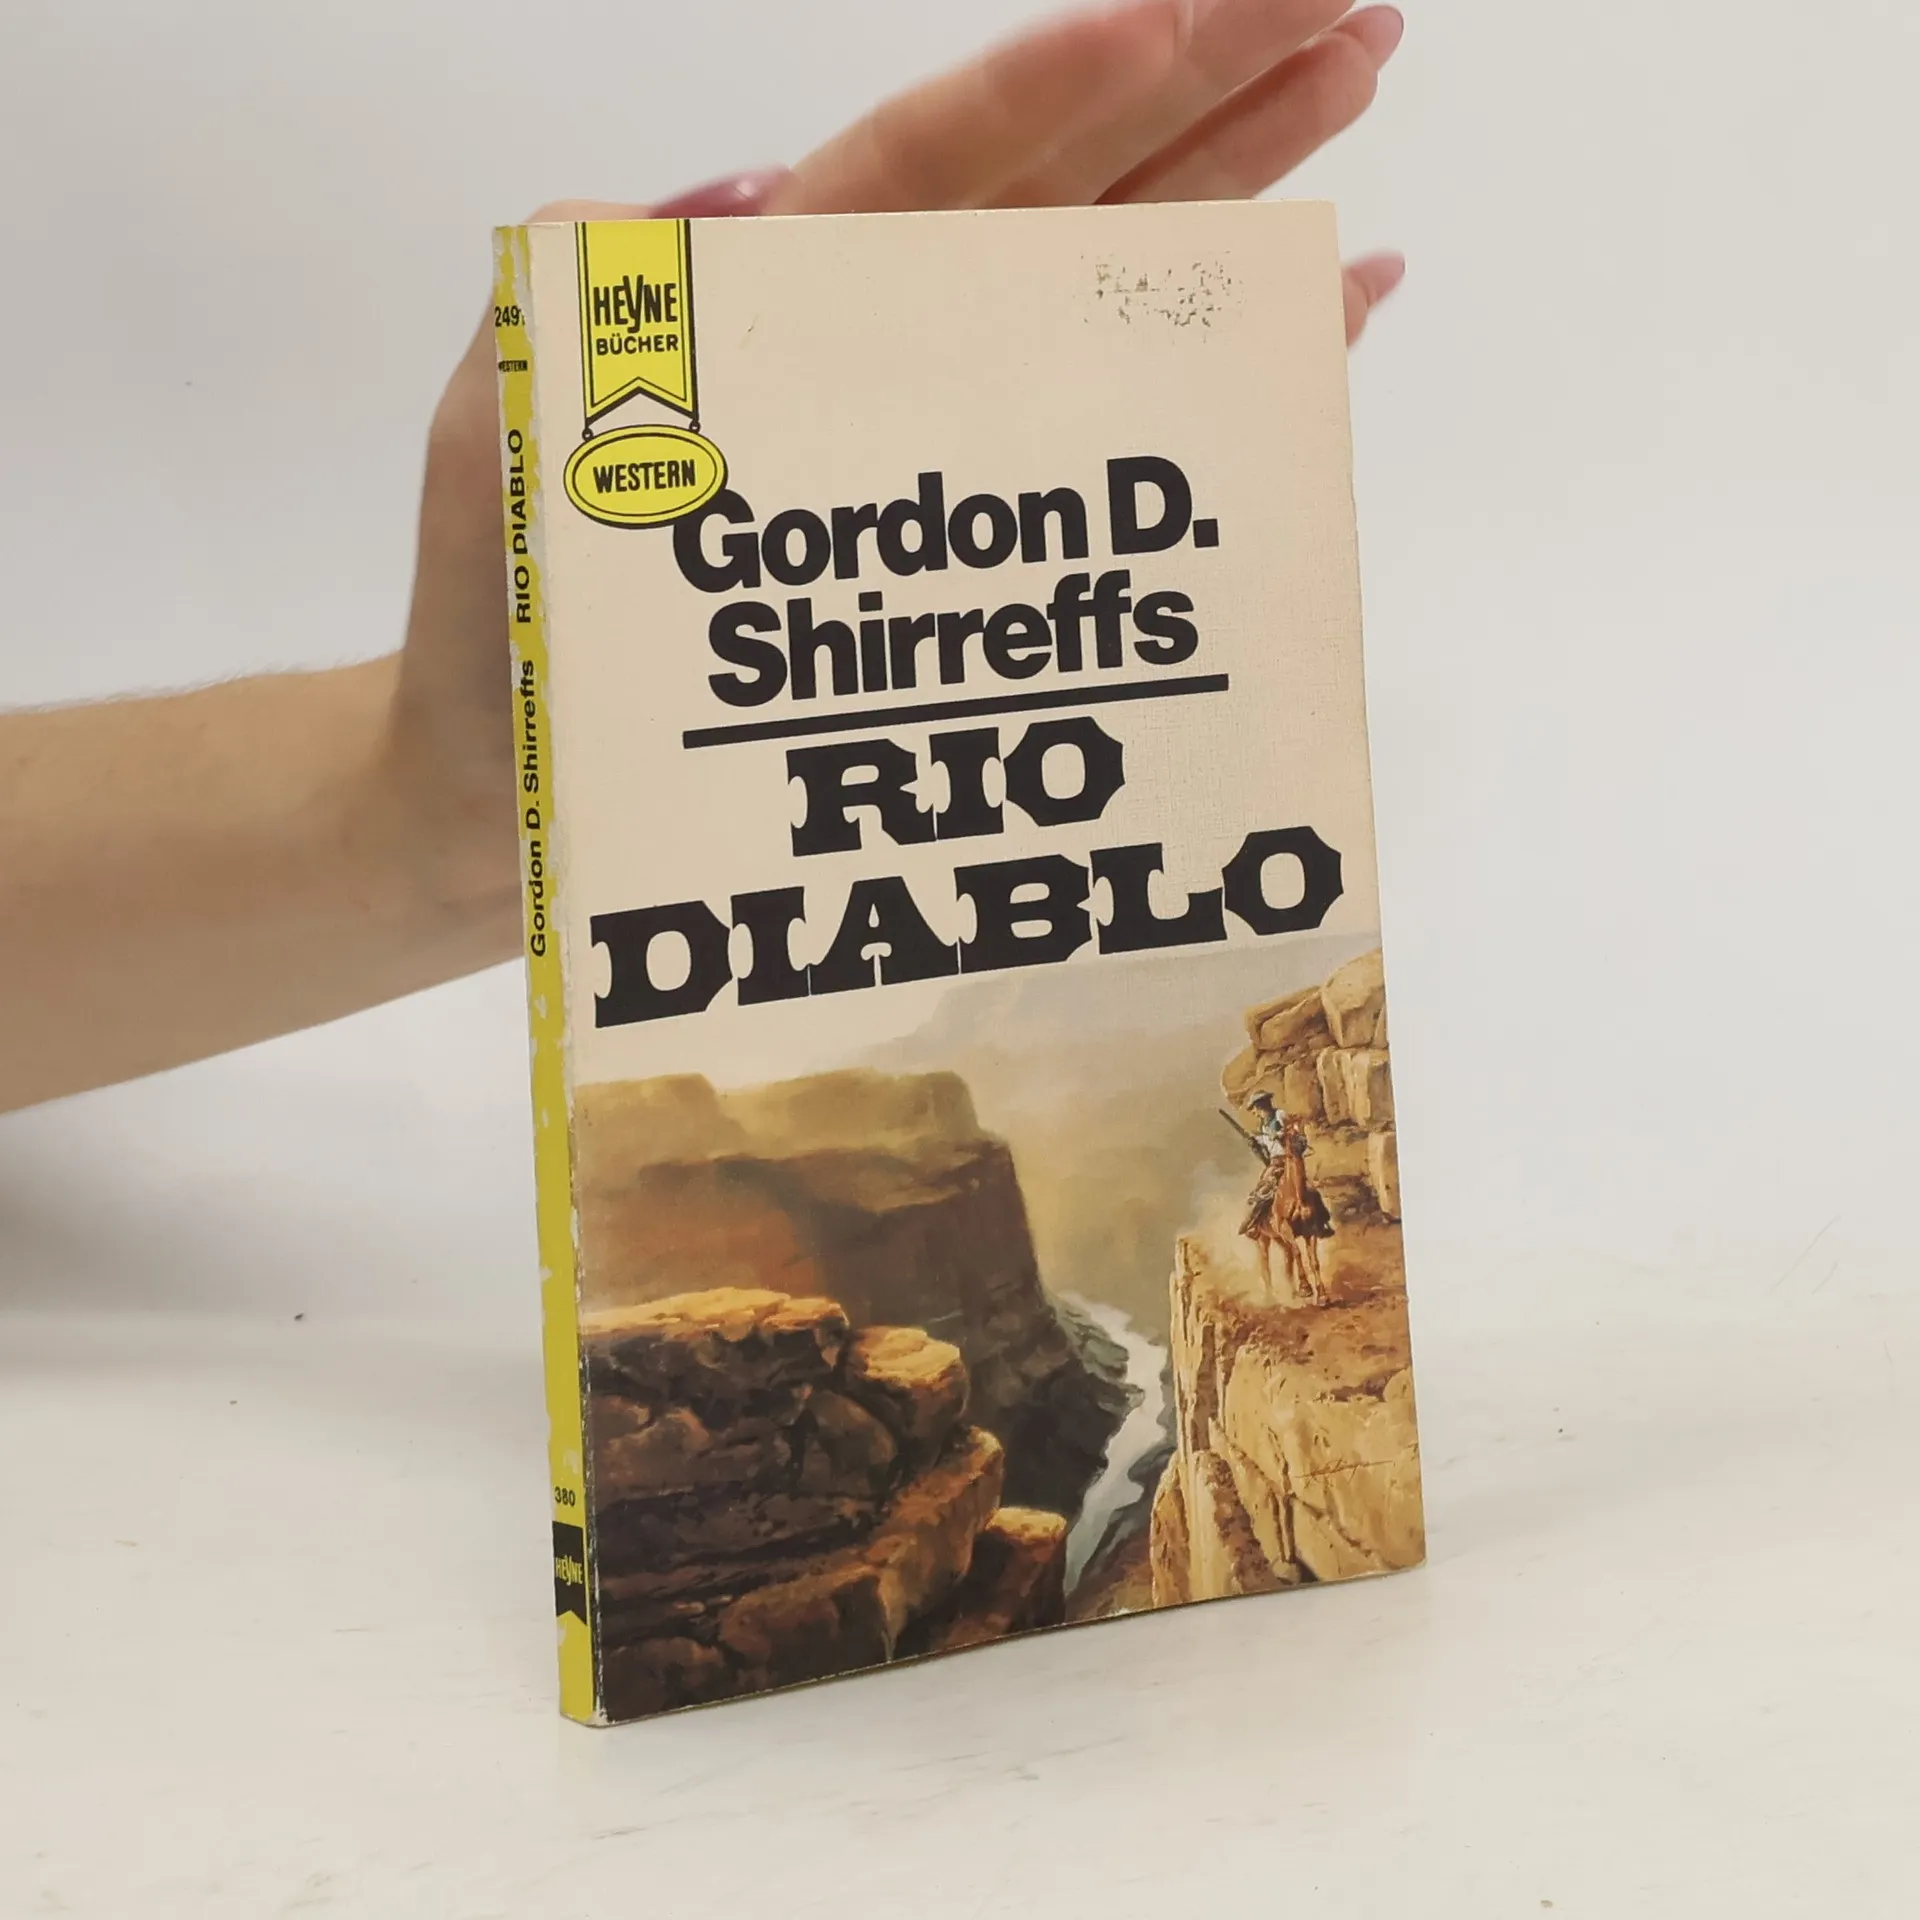 HEYNE
BÜCHER
WESTERN
Gordon D.
Shirreffs
RIO
DIABLO
WESTERN
Gordon D. Shirreffs RIO DIABLO
380
HEYNE